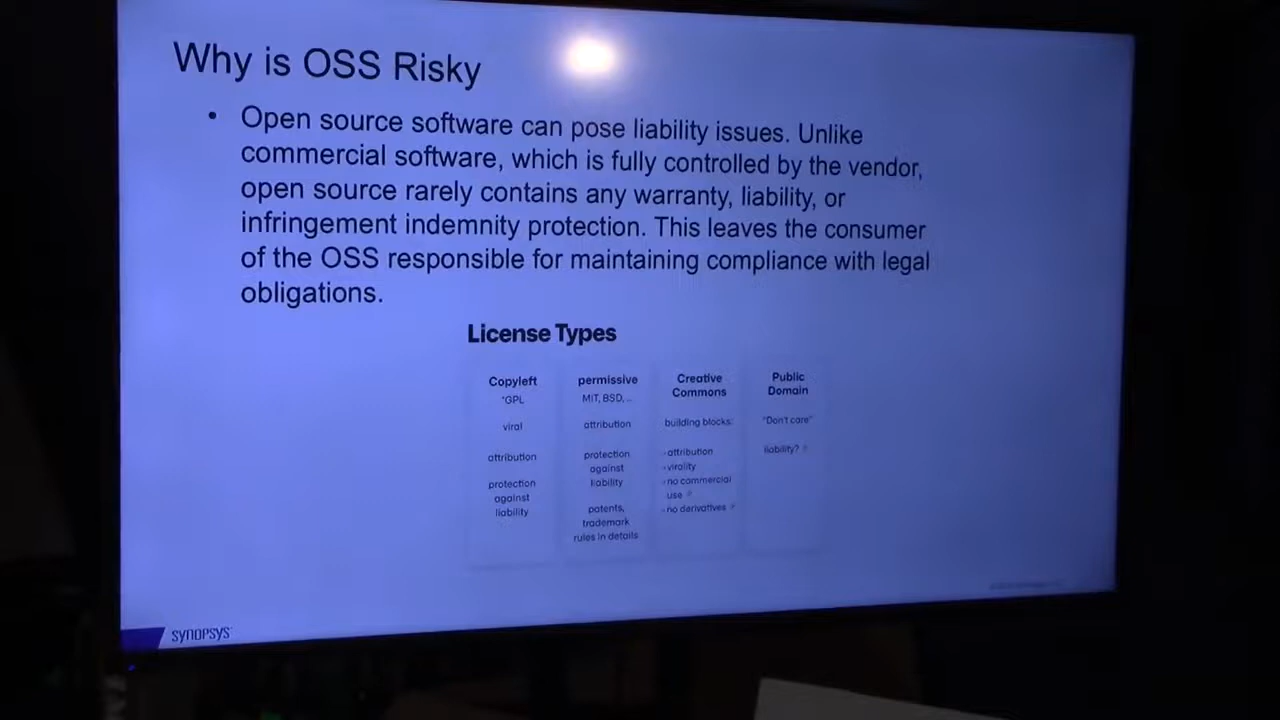 Why is OSS Risky
• Open source software can pose liability issues. Unlike
commercial software, which is fully controlled by the vendor,
open source rarely contains any warranty, liability, or
infringement indemnity protection. This leaves the consumer
of the OSS responsible for maintaining compliance with legal
obligations.
License Types
Copyleft
*GPL
viral
attribution
protection
against
liability
permissive
MIT, BSD, ...
attribution
protection
against
liability
patents,
trademark
rules in details
Creative
Commons
building blocks:
- attribution
- virality
- no commercial
use
- no derivatives
Public
Domain
"Don't care"
liability?
SYNOPSYS